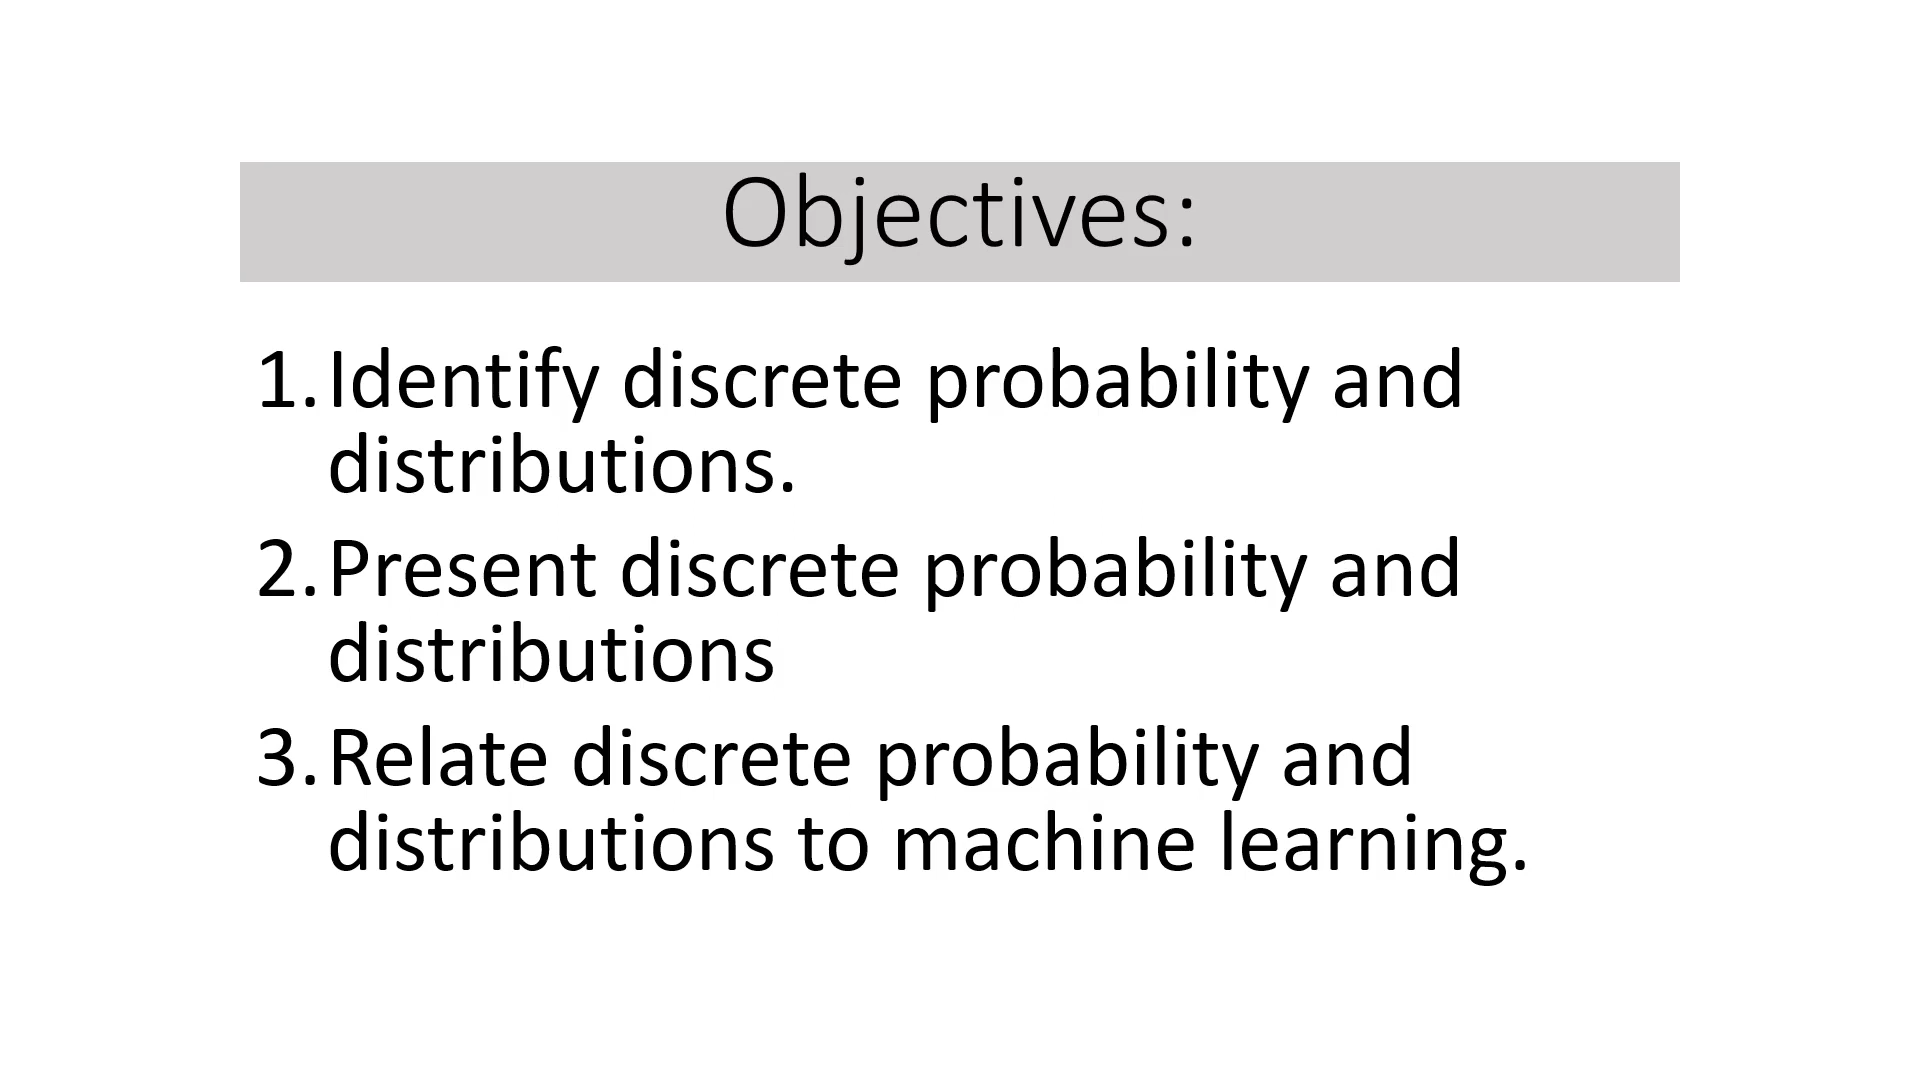 Objectives:
1. Identify discrete probability and
distributions.
2. Present discrete probability and
distributions
3. Relate discrete probability and
distributions to machine learning.